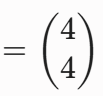 = (4
4)